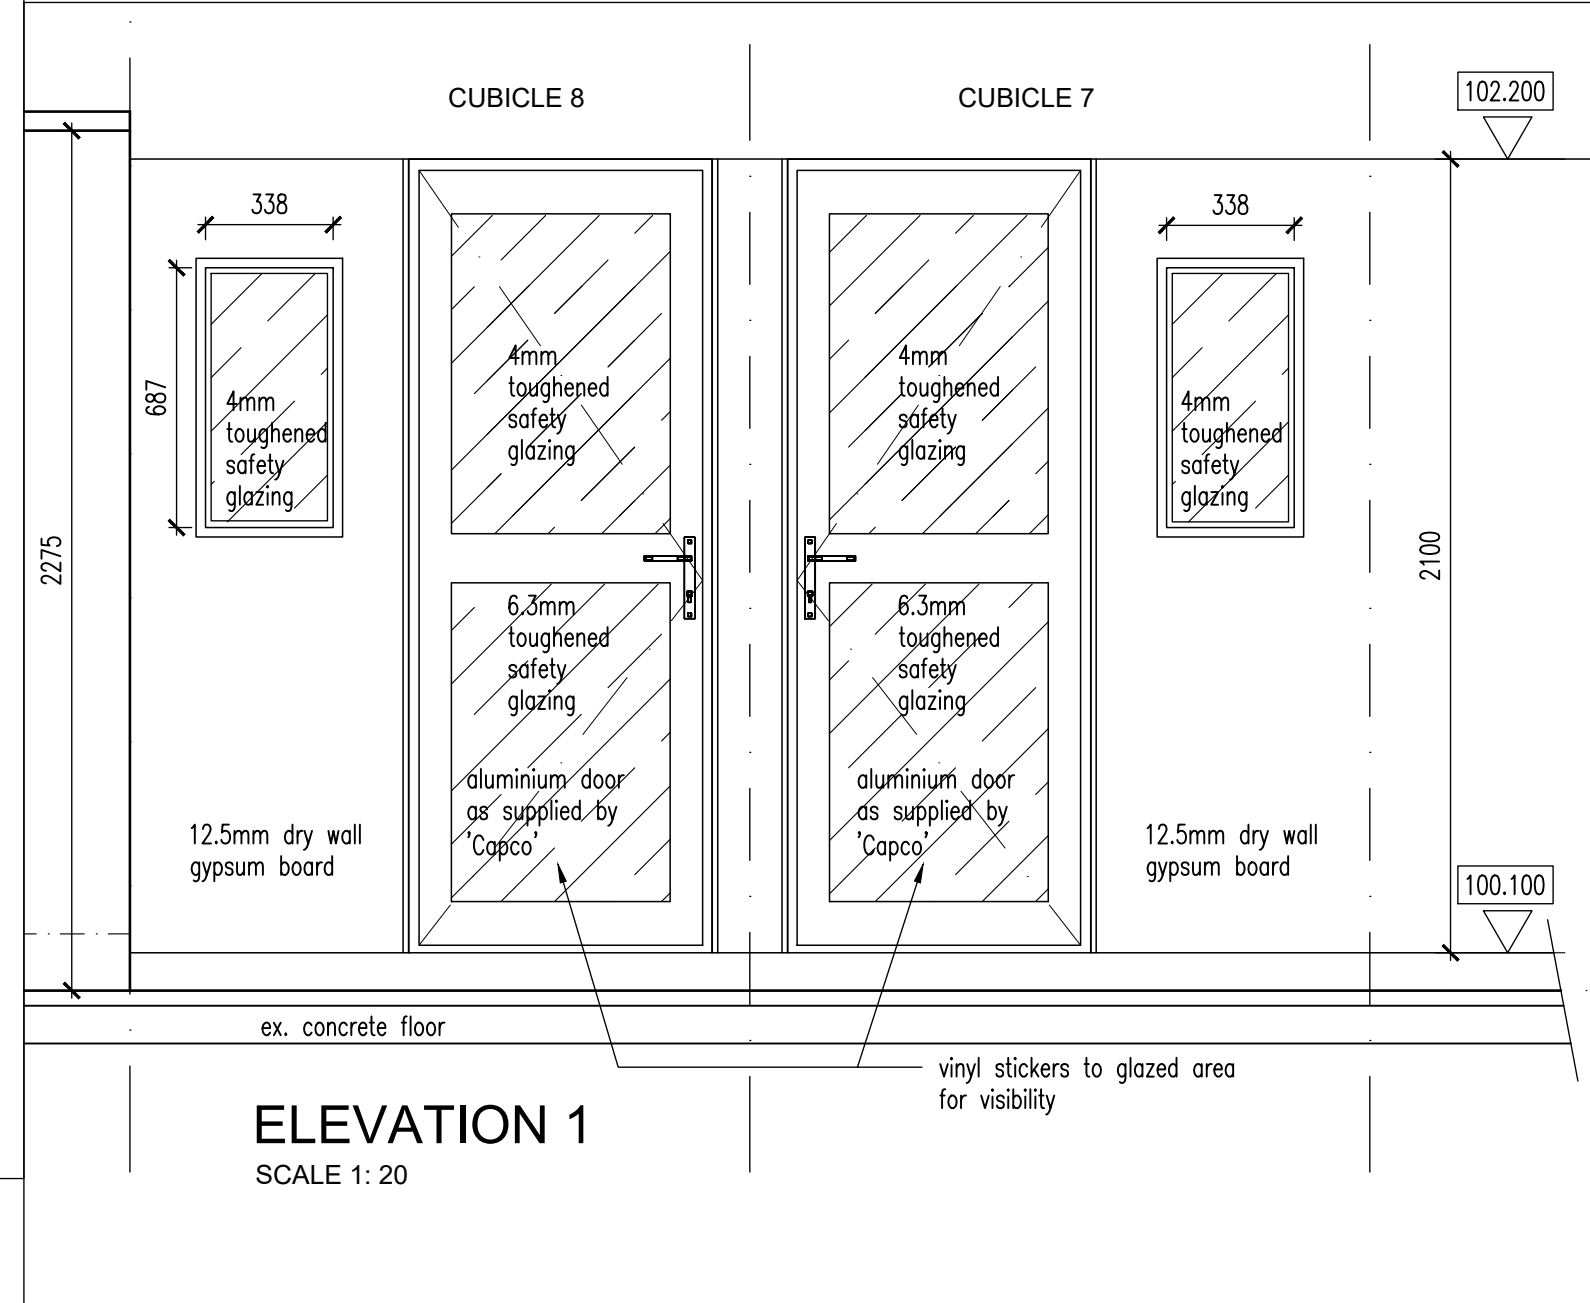 CUBICLE 8
CUBICLE 7
102.200
338
338
687
4mm
toughened
safety
glazing
4mm
toughened
safety
glazing
4mm
toughened
safety
glazing
4mm
toughened
safety
glazing
2275
2100
6.3mm
toughened
safety
glazing
6.3mm
toughened
safety
glazing
aluminium door
as supplied by
'Capco'
aluminium door
as supplied by
'Capco'
12.5mm dry wall
gypsum board
12.5mm dry wall
gypsum board
100.100
ex. concrete floor
vinyl stickers to glazed area
for visibility
ELEVATION 1
SCALE 1: 20